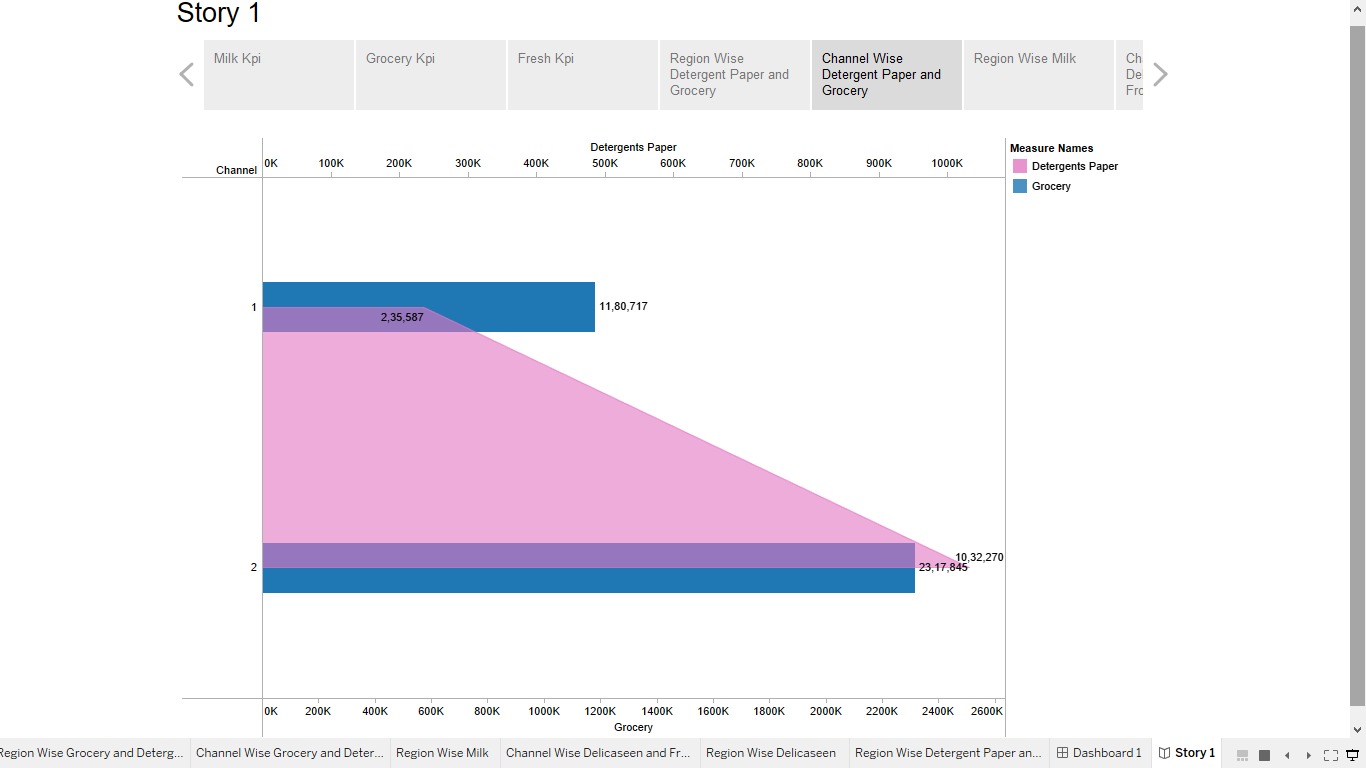 Story 1
Milk Kpi
Grocery Kpi
Fresh Kpi
Region Wise
Detergent Paper and
Grocery
Channel Wise
Detergent Paper and
Grocery
Region Wise Milk
Ch
De
Fro
Detergents Paper
Channel
0K 100K 200K 300K 400K 500K 600K 700K 800K 900K 1000K
Measure Names
Detergents Paper
Grocery
1
11,80,717
2,35,587
2
10,32,270
23,17,845
0K 200K 400K 600K 800K 1000K 1200K 1400K 1600K 1800K 2000K 2200K 2400K 2600K
Grocery
Region Wise Grocery and Deterg...
Channel Wise Grocery and Deter...
Region Wise Milk
Channel Wise Delicaseen and Fr...
Region Wise Delicaseen
Region Wise Detergent Paper an...
Dashboard 1
Story 1